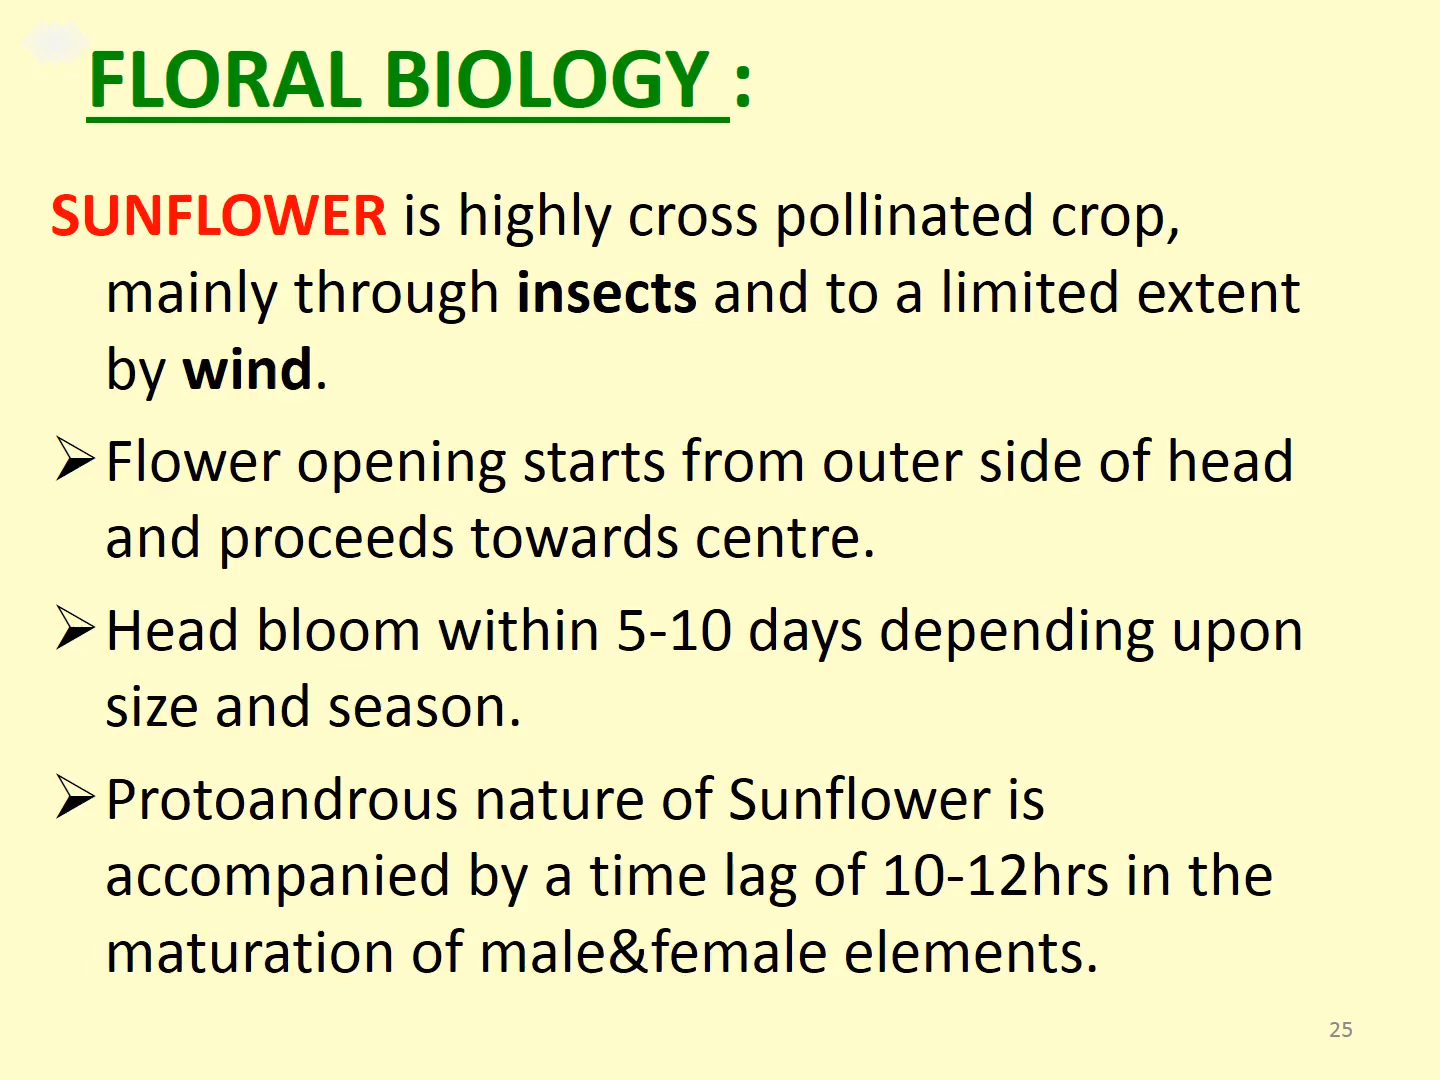 FLORAL BIOLOGY :
SUNFLOWER is highly cross pollinated crop,
mainly through insects and to a limited extent
by wind.
➢Flower opening starts from outer side of head
and proceeds towards centre.
➢Head bloom within 5-10 days depending upon
size and season.
➢Protoandrous nature of Sunflower is
accompanied by a time lag of 10-12hrs in the
maturation of male&female elements.
25